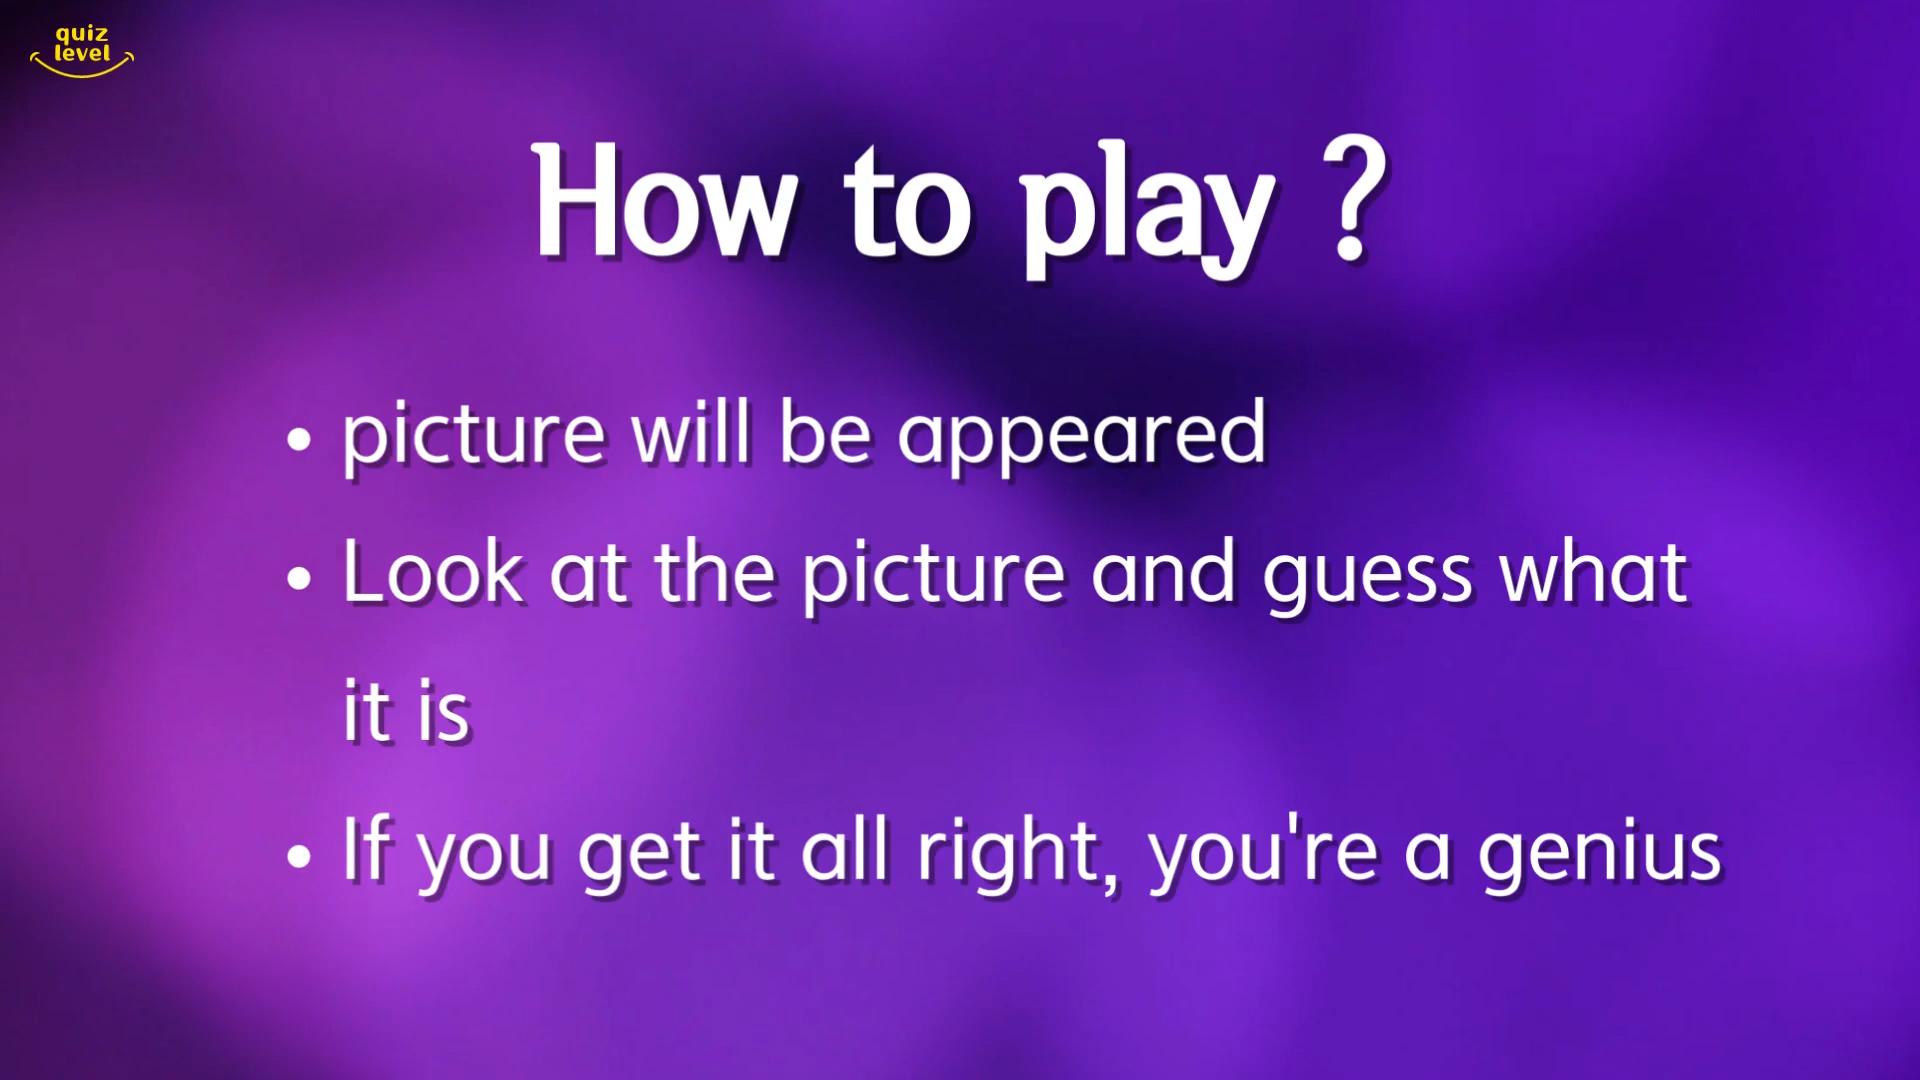 quiz
level
How to play ?
• picture will be appeared
• Look at the picture and guess what
it is
• If you get it all right, you're a genius